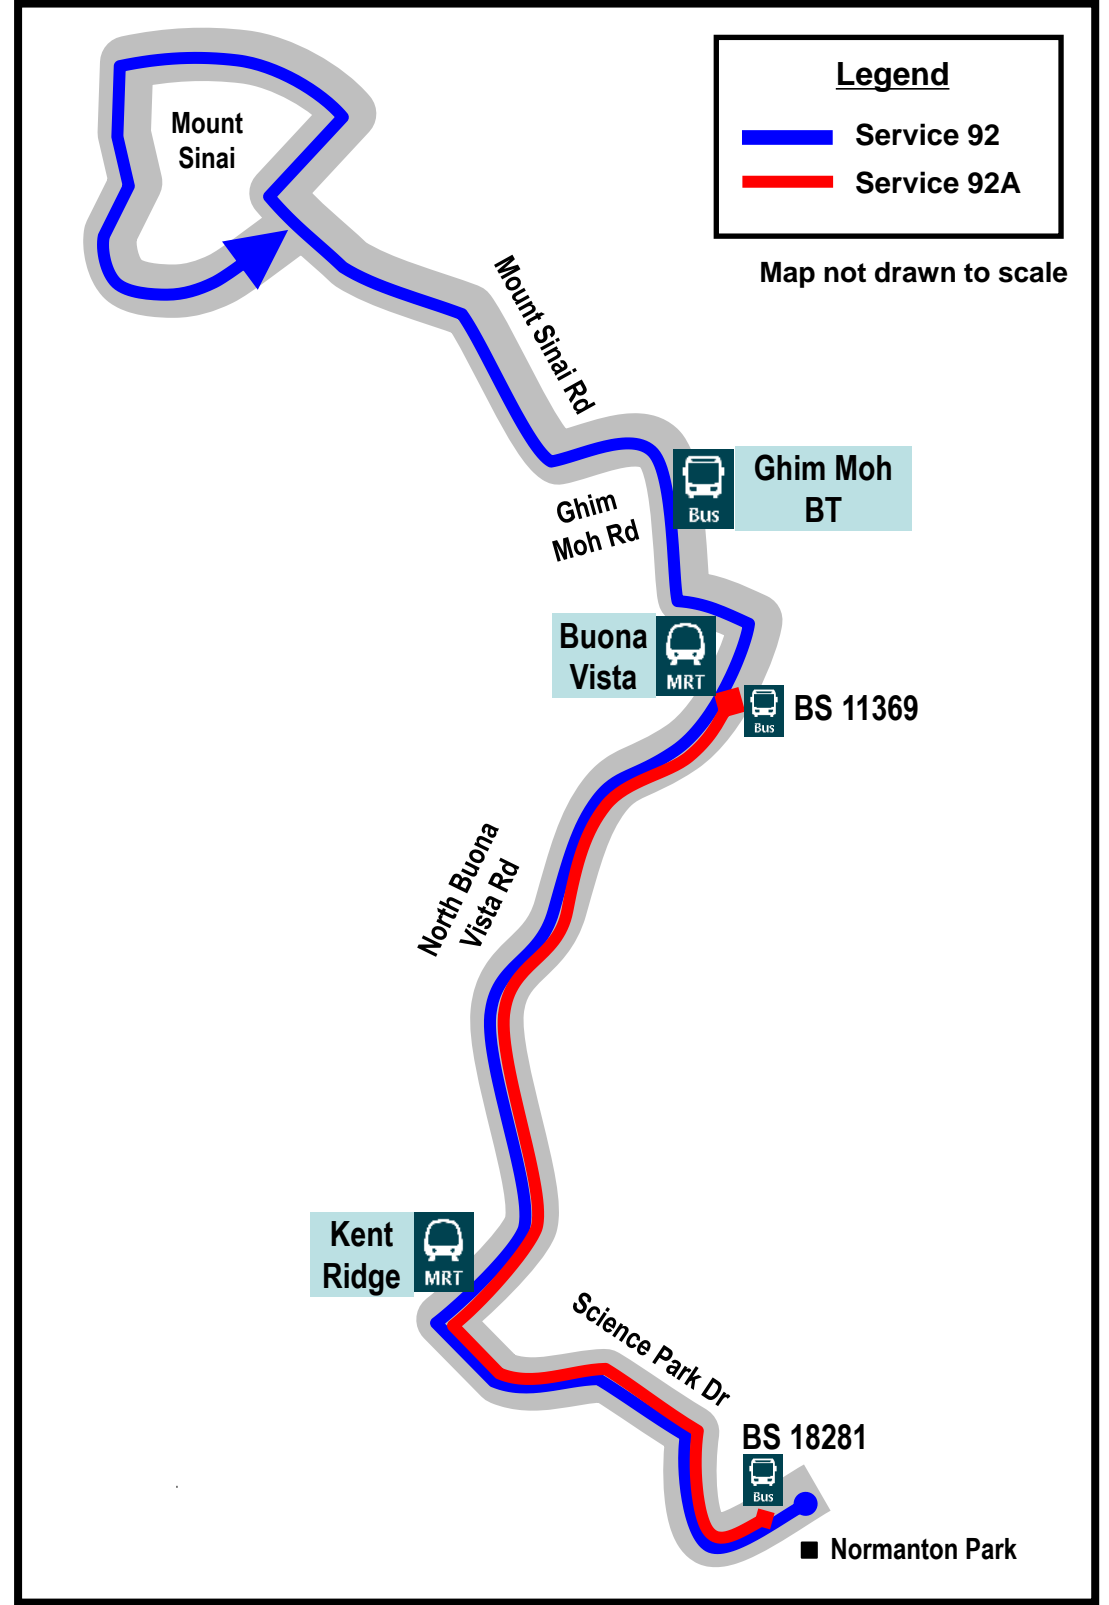 Legend
Service 92
Service 92A
Map not drawn to scale
Mount
Sinai
Mount Sinai Rd
Ghim Moh
BT
Bus
Ghim
Moh Rd
Buona
Vista
MRT
BS 11369
Bus
North Buona
Vista Rd
Kent
Ridge
MRT
Science Park Dr
BS 18281
Bus
Normanton Park